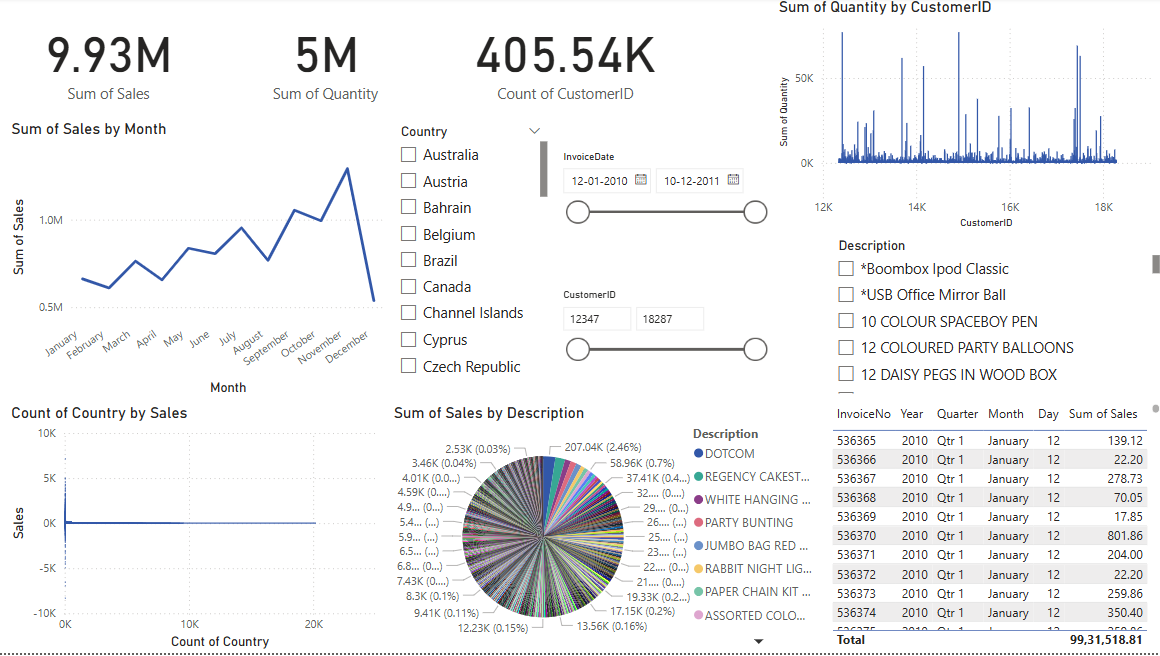 9.93M
Sum of Sales
5M
Sum of Quantity
405.54K
Count of CustomerID
Sum of Quantity by CustomerID
50K
0K
Sum of Quantity
12K 14K 16K 18K
CustomerID
Sum of Sales by Month
1.0M
0.5M
Sum of Sales
January February March April May June July August September October November December
Month
Country
Australia
Austria
Bahrain
Belgium
Brazil
Canada
Channel Islands
Cyprus
Czech Republic
InvoiceDate
12-01-2010 10-12-2011
CustomerID
12347 18287
Description
*Boombox Ipod Classic
*USB Office Mirror Ball
10 COLOUR SPACEBOY PEN
12 COLOURED PARTY BALLOONS
12 DAISY PEGS IN WOOD BOX
Count of Country by Sales
10K
5K
0K
-5K
-10K
Sales
0K 10K 20K
Count of Country
Sum of Sales by Description
207.04K (2.46%)
58.96K (0.7%)
37.41K (0.4...)
32.... (0....)
29.... (0...)
26.... (...)
25.... (...)
23.... (...)
22.... (0...)
21.... (0...)
19.33K (0.2...)
17.15K (0.2%)
13.56K (0.16%)
12.23K (0.15%)
9.41K (0.11%)
8.3K (0.1%)
7.43K (0....)
6.8... (0...)
6.5... (...)
5.9... (...)
5.4... (...)
4.9... (0...)
4.59K (0...)
4.01K (0.0...)
3.46K (0.04%)
2.53K (0.03%)
Description
DOTCOM
REGENCY CAKEST...
WHITE HANGING ...
PARTY BUNTING
JUMBO BAG RED ...
RABBIT NIGHT LIG...
PAPER CHAIN KIT ...
ASSORTED COLO...
InvoiceNo Year Quarter Month Day Sum of Sales
536365 2010 Qtr 1 January 12 139.12
536366 2010 Qtr 1 January 12 22.20
536367 2010 Qtr 1 January 12 278.73
536368 2010 Qtr 1 January 12 70.05
536369 2010 Qtr 1 January 12 17.85
536370 2010 Qtr 1 January 12 801.86
536371 2010 Qtr 1 January 12 204.00
536372 2010 Qtr 1 January 12 22.20
536373 2010 Qtr 1 January 12 259.86
536374 2010 Qtr 1 January 12 350.40
Total 99,31,518.81